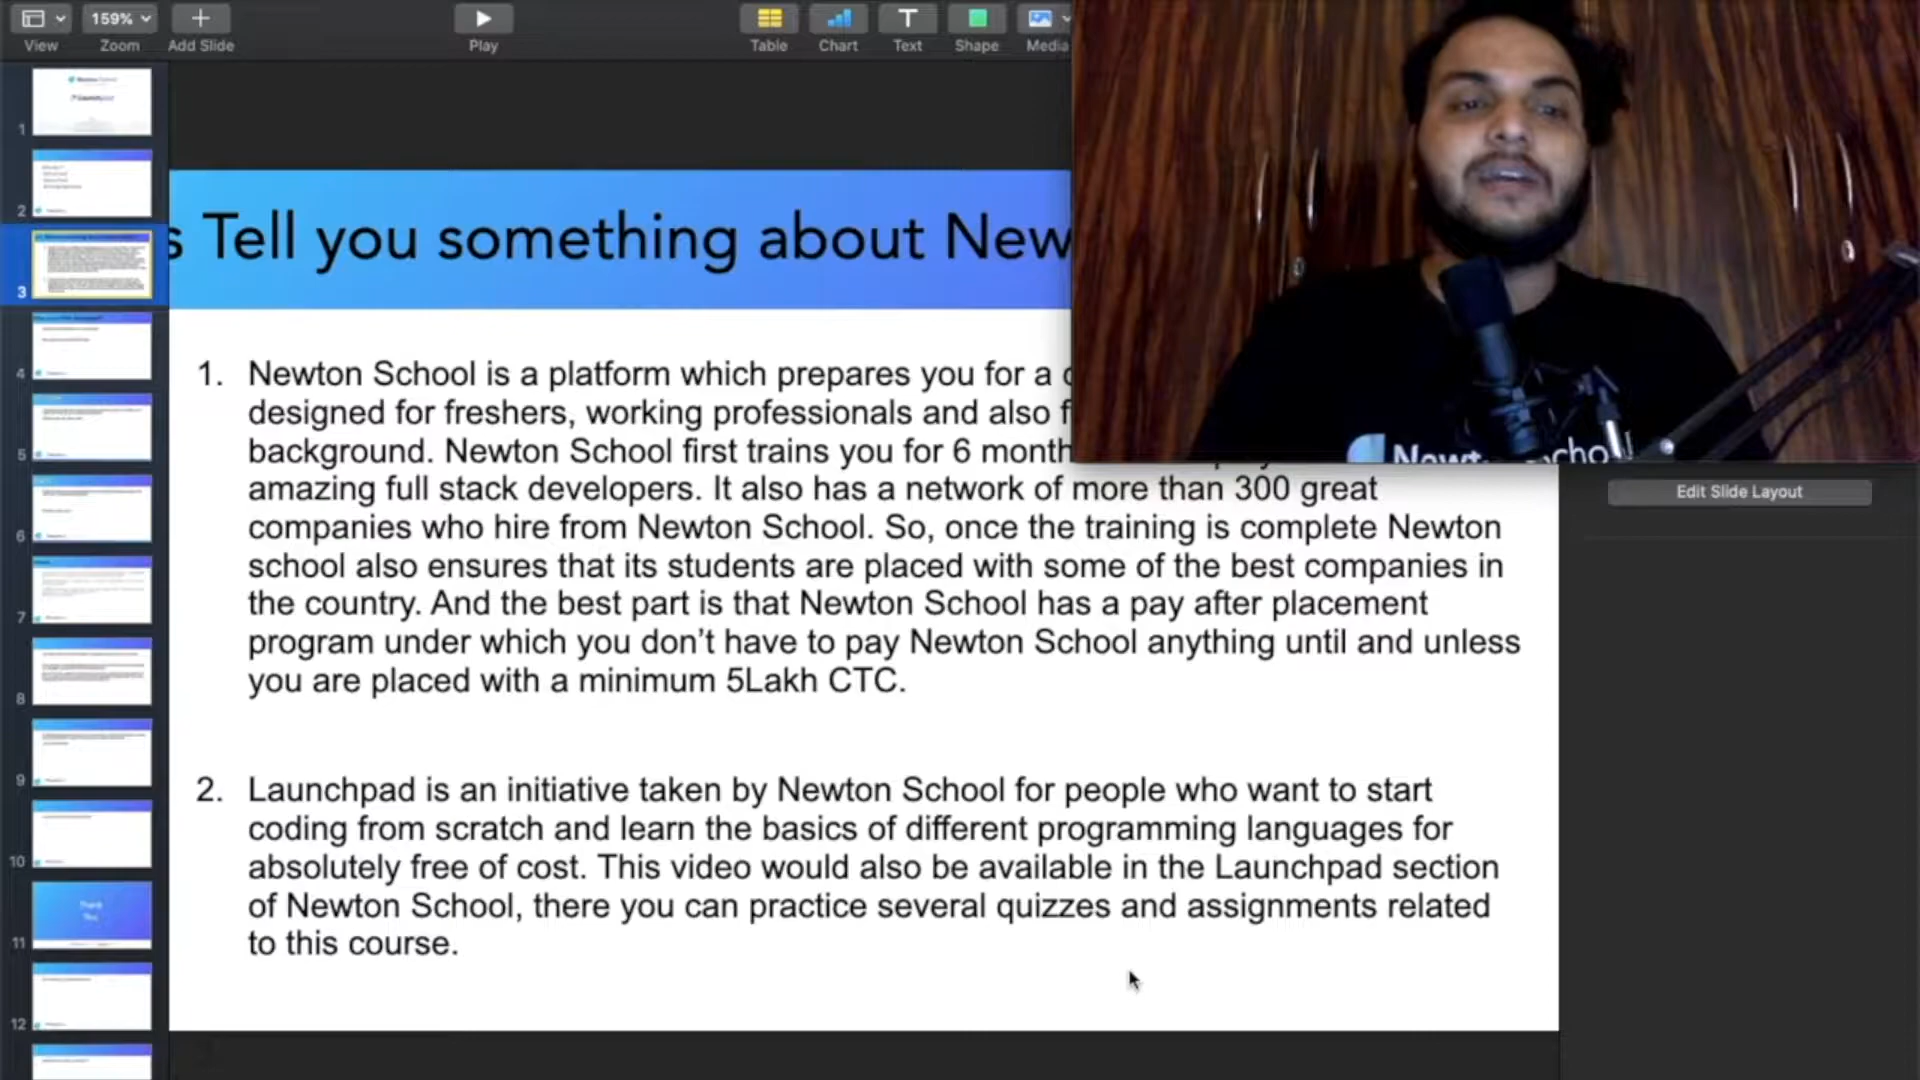 159%
View
Zoom
Add Slide
Play
Table
Chart
Text
Shape
Media
s Tell you something about New
1. Newton School is a platform which prepares you for a
designed for freshers, working professionals and also
background. Newton School first trains you for 6 month
amazing full stack developers. It also has a network of more than 300 great
companies who hire from Newton School. So, once the training is complete Newton
school also ensures that its students are placed with some of the best companies in
the country. And the best part is that Newton School has a pay after placement
program under which you don’t have to pay Newton School anything until and unless
you are placed with a minimum 5Lakh CTC.
2. Launchpad is an initiative taken by Newton School for people who want to start
coding from scratch and learn the basics of different programming languages for
absolutely free of cost. This video would also be available in the Launchpad section
of Newton School, there you can practice several quizzes and assignments related
to this course.
Edit Slide Layout
1
2
3
4
5
6
7
8
9
10
Thank
You
11
12